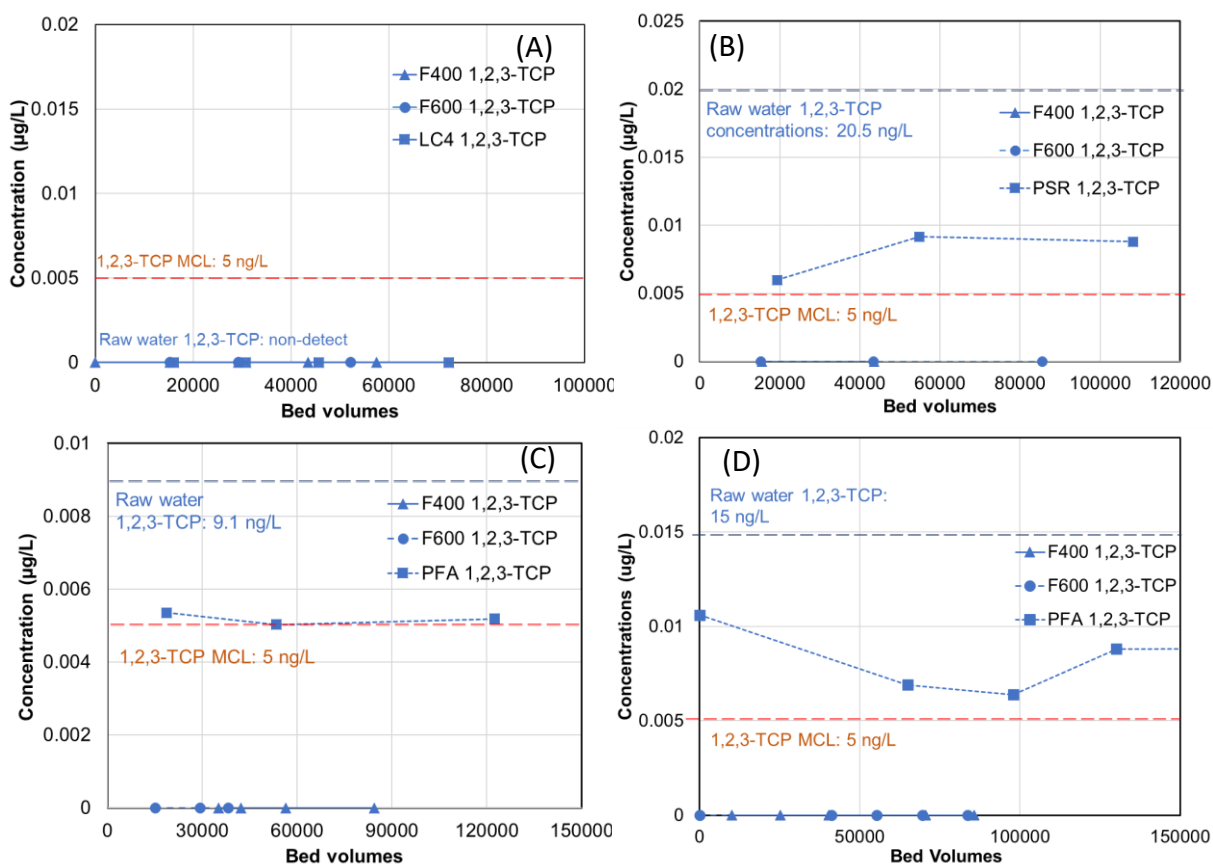 (A)
0.02
0.015
0.01
0.005
0
Concentration (µg/L)
F400 1,2,3-TCP
F600 1,2,3-TCP
LC4 1,2,3-TCP
1,2,3-TCP MCL: 5 ng/L
Raw water 1,2,3-TCP: non-detect
0 20000 40000 60000 80000 100000
Bed volumes
(B)
0.025
0.02
0.015
0.01
0.005
0
Concentration (µg/L)
Raw water 1,2,3-TCP
concentrations: 20.5 ng/L
F400 1,2,3-TCP
F600 1,2,3-TCP
PSR 1,2,3-TCP
1,2,3-TCP MCL: 5 ng/L
0 20000 40000 60000 80000 100000 120000
Bed volumes
(C)
0.01
0.008
0.006
0.004
0.002
0
Concentration (µg/L)
Raw water
1,2,3-TCP: 9.1 ng/L
F400 1,2,3-TCP
F600 1,2,3-TCP
PFA 1,2,3-TCP
1,2,3-TCP MCL: 5 ng/L
0 30000 60000 90000 120000 150000
Bed volumes
(D)
0.02
0.015
0.01
0.005
0
Concentrations (ug/L)
Raw water 1,2,3-TCP:
15 ng/L
F400 1,2,3-TCP
F600 1,2,3-TCP
PFA 1,2,3-TCP
1,2,3-TCP MCL: 5 ng/L
0 50000 100000 150000
Bed Volumes